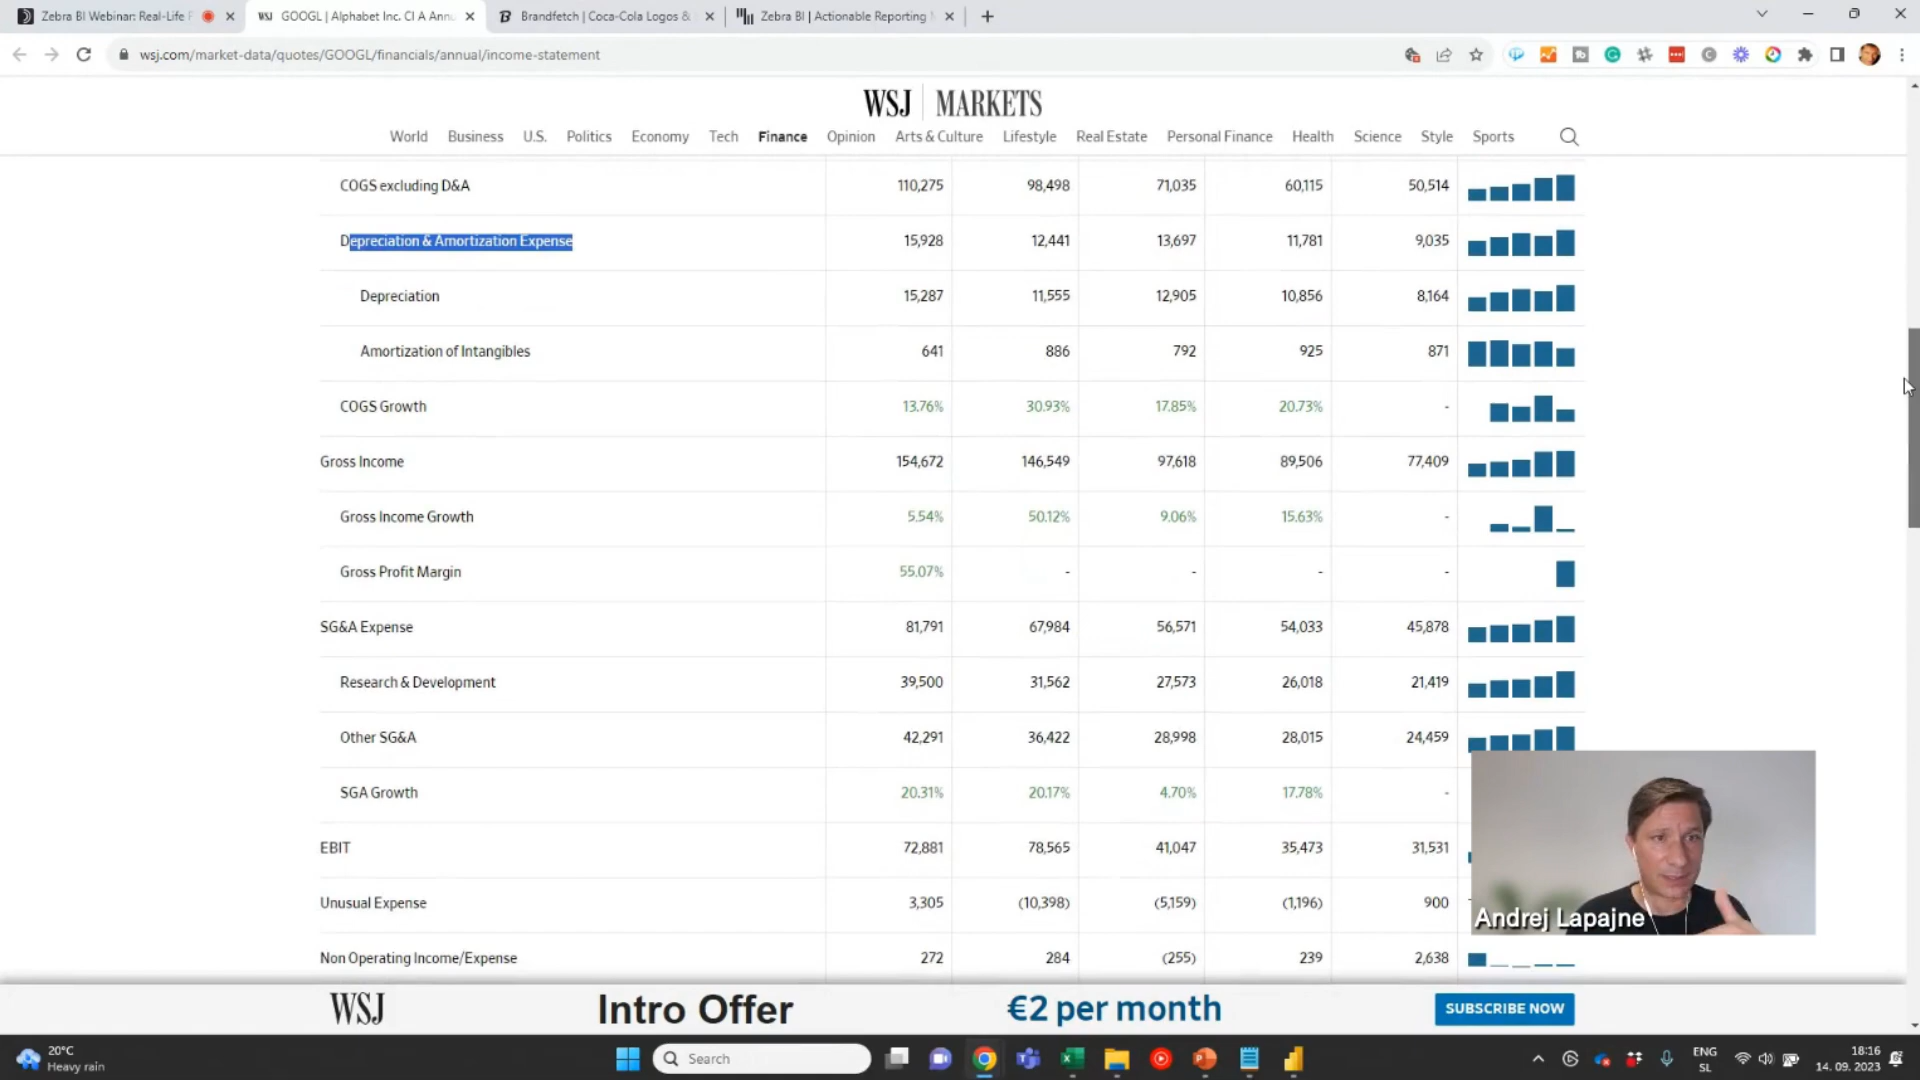 Zebra BI Webinar: Real-Life
GOOGL | Alphabet Inc. Cl A Ann
Brandfetch | Coca-Cola Logos &
Zebra BI | Actionable Reporting
wsj.com/market-data/quotes/GOOGL/financials/annual/income-statement
WSJ | MARKETS
World Business U.S. Politics Economy Tech Finance Opinion Arts & Culture Lifestyle Real Estate Personal Finance Health Science Style Sports
COGS excluding D&A 110,275 98,498 71,035 60,115 50,514
Depreciation & Amortization Expense 15,928 12,441 13,697 11,781 9,035
Depreciation 15,287 11,555 12,905 10,856 8,164
Amortization of Intangibles 641 886 792 925 871
COGS Growth 13.76% 30.93% 17.85% 20.73% -
Gross Income 154,672 146,549 97,618 89,506 77,409
Gross Income Growth 5.54% 50.12% 9.06% 15.63% -
Gross Profit Margin 55.07% - - - -
SG&A Expense 81,791 67,984 56,571 54,033 45,878
Research & Development 39,500 31,562 27,573 26,018 21,419
Other SG&A 42,291 36,422 28,998 28,015 24,459
SGA Growth 20.31% 20.17% 4.70% 17.78% -
EBIT 72,881 78,565 41,047 35,473 31,531
Unusual Expense 3,305 (10,398) (5,159) (1,196) 900
Non Operating Income/Expense 272 284 (255) 239 2,638
Andrej Lapajne
WSJ Intro Offer €2 per month SUBSCRIBE NOW
20°C
Heavy rain
Search
ENG
SL
18:16
14. 09. 2023